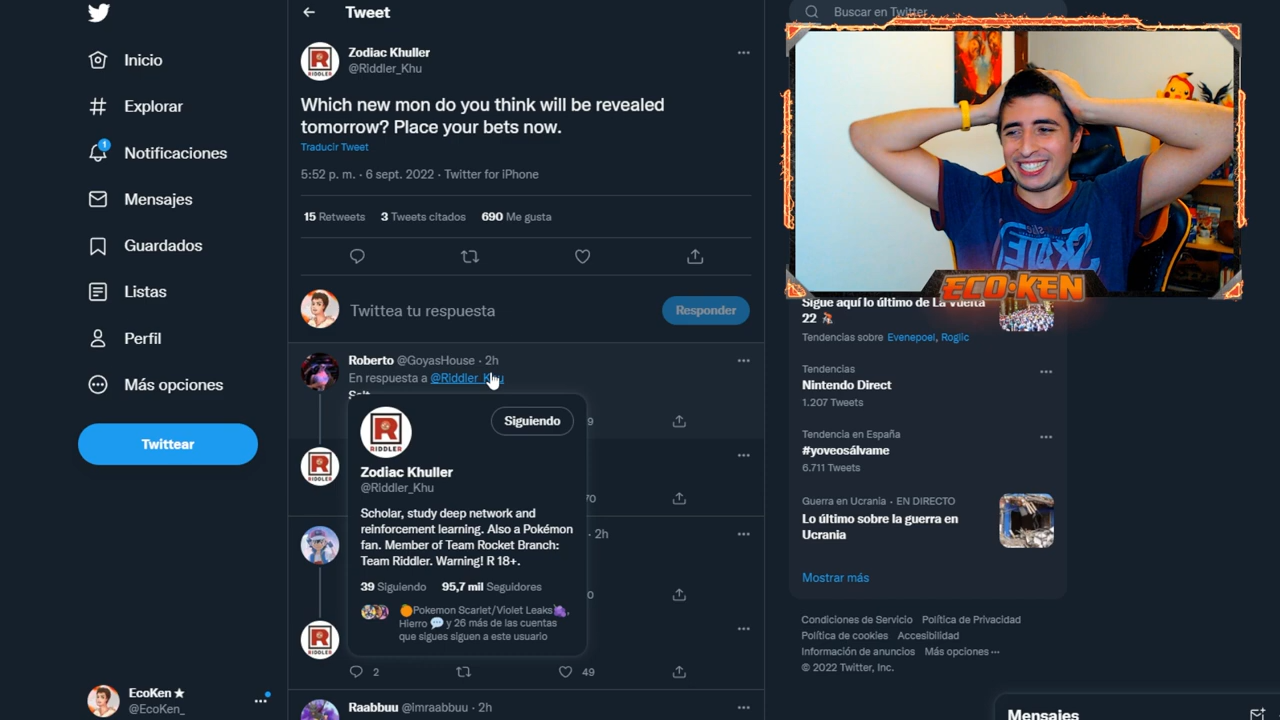 Inicio
Explorar
1
Notificaciones
Mensajes
Guardados
Listas
Perfil
Más opciones
Twittear
EcoKen ★
@EcoKen_
Tweet
RIDDLER
Zodiac Khuller
@Riddler_Khu
Which new mon do you think will be revealed
tomorrow? Place your bets now.
Traducir Tweet
5:52 p. m. · 6 sept. 2022 · Twitter for iPhone
15 Retweets 3 Tweets citados 690 Me gusta
Twittea tu respuesta
Responder
Roberto @GoyasHouse · 2h
En respuesta a @Riddler_Khu
9
RIDDLER
Siguiendo
Zodiac Khuller
@Riddler_Khu
Scholar, study deep network and
reinforcement learning. Also a Pokémon
fan. Member of Team Rocket Branch:
Team Riddler. Warning! R 18+.
39 Siguiendo 95,7 mil Seguidores
🍊Pokemon Scarlet/Violet Leaks🍇,
Hierro 💬 y 26 más de las cuentas
que sigues siguen a este usuario
RIDDLER
70
· 2h
0
RIDDLER
2 49
Raabbuu @Imraabbuu · 2h
Buscar en Twitter
ECO·KEN
Sigue aquí lo último de La Vuelta
22 🚴
Tendencias sobre Evenepoel, Roglic
Tendencias
Nintendo Direct
1.207 Tweets
Tendencia en España
#yoveosálvame
6.711 Tweets
Guerra en Ucrania · EN DIRECTO
Lo último sobre la guerra en
Ucrania
Mostrar más
Condiciones de Servicio Política de Privacidad
Política de cookies Accesibilidad
Información de anuncios Más opciones ···
© 2022 Twitter, Inc.
Mensajes